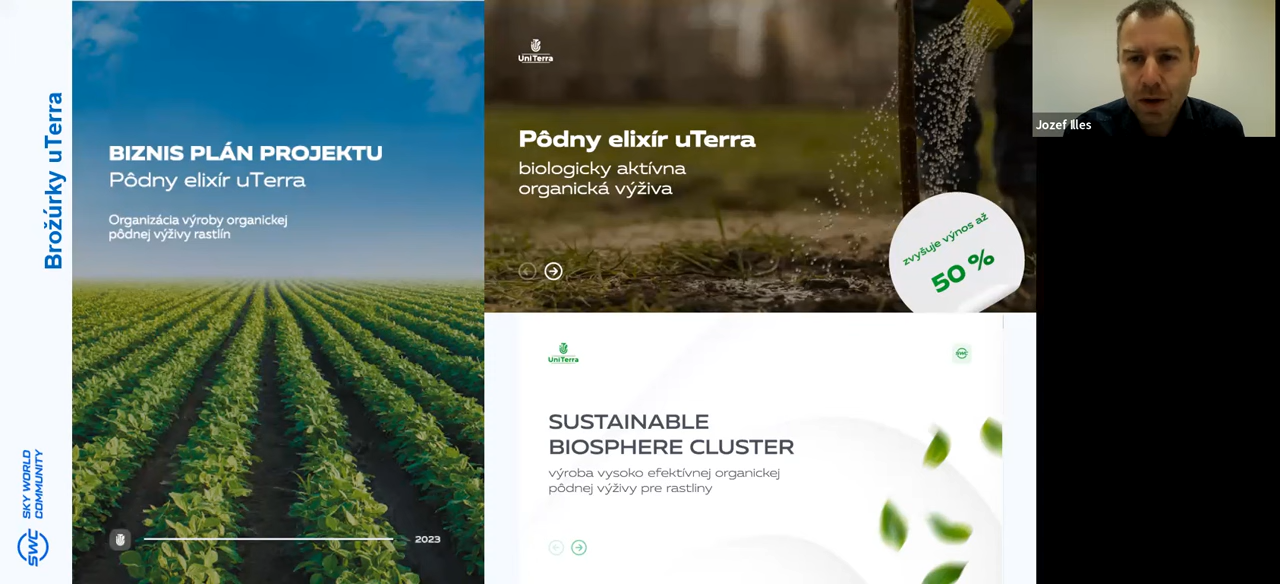 Brožúrky uTerra
SWC
SKY WORLD
COMMUNITY
BIZNIS PLÁN PROJEKTU
Pôdny elixír uTerra
Organizácia výroby organickej
pôdnej výživy rastlín
2023
UniTerra
Pôdny elixír uTerra
biologicky aktívna
organická výživa
zvyšuje výnos až
50 %
UniTerra
SUSTAINABLE
BIOSPHERE CLUSTER
výroba vysoko efektívnej organickej
pôdnej výživy pre rastliny
Jozef Illes